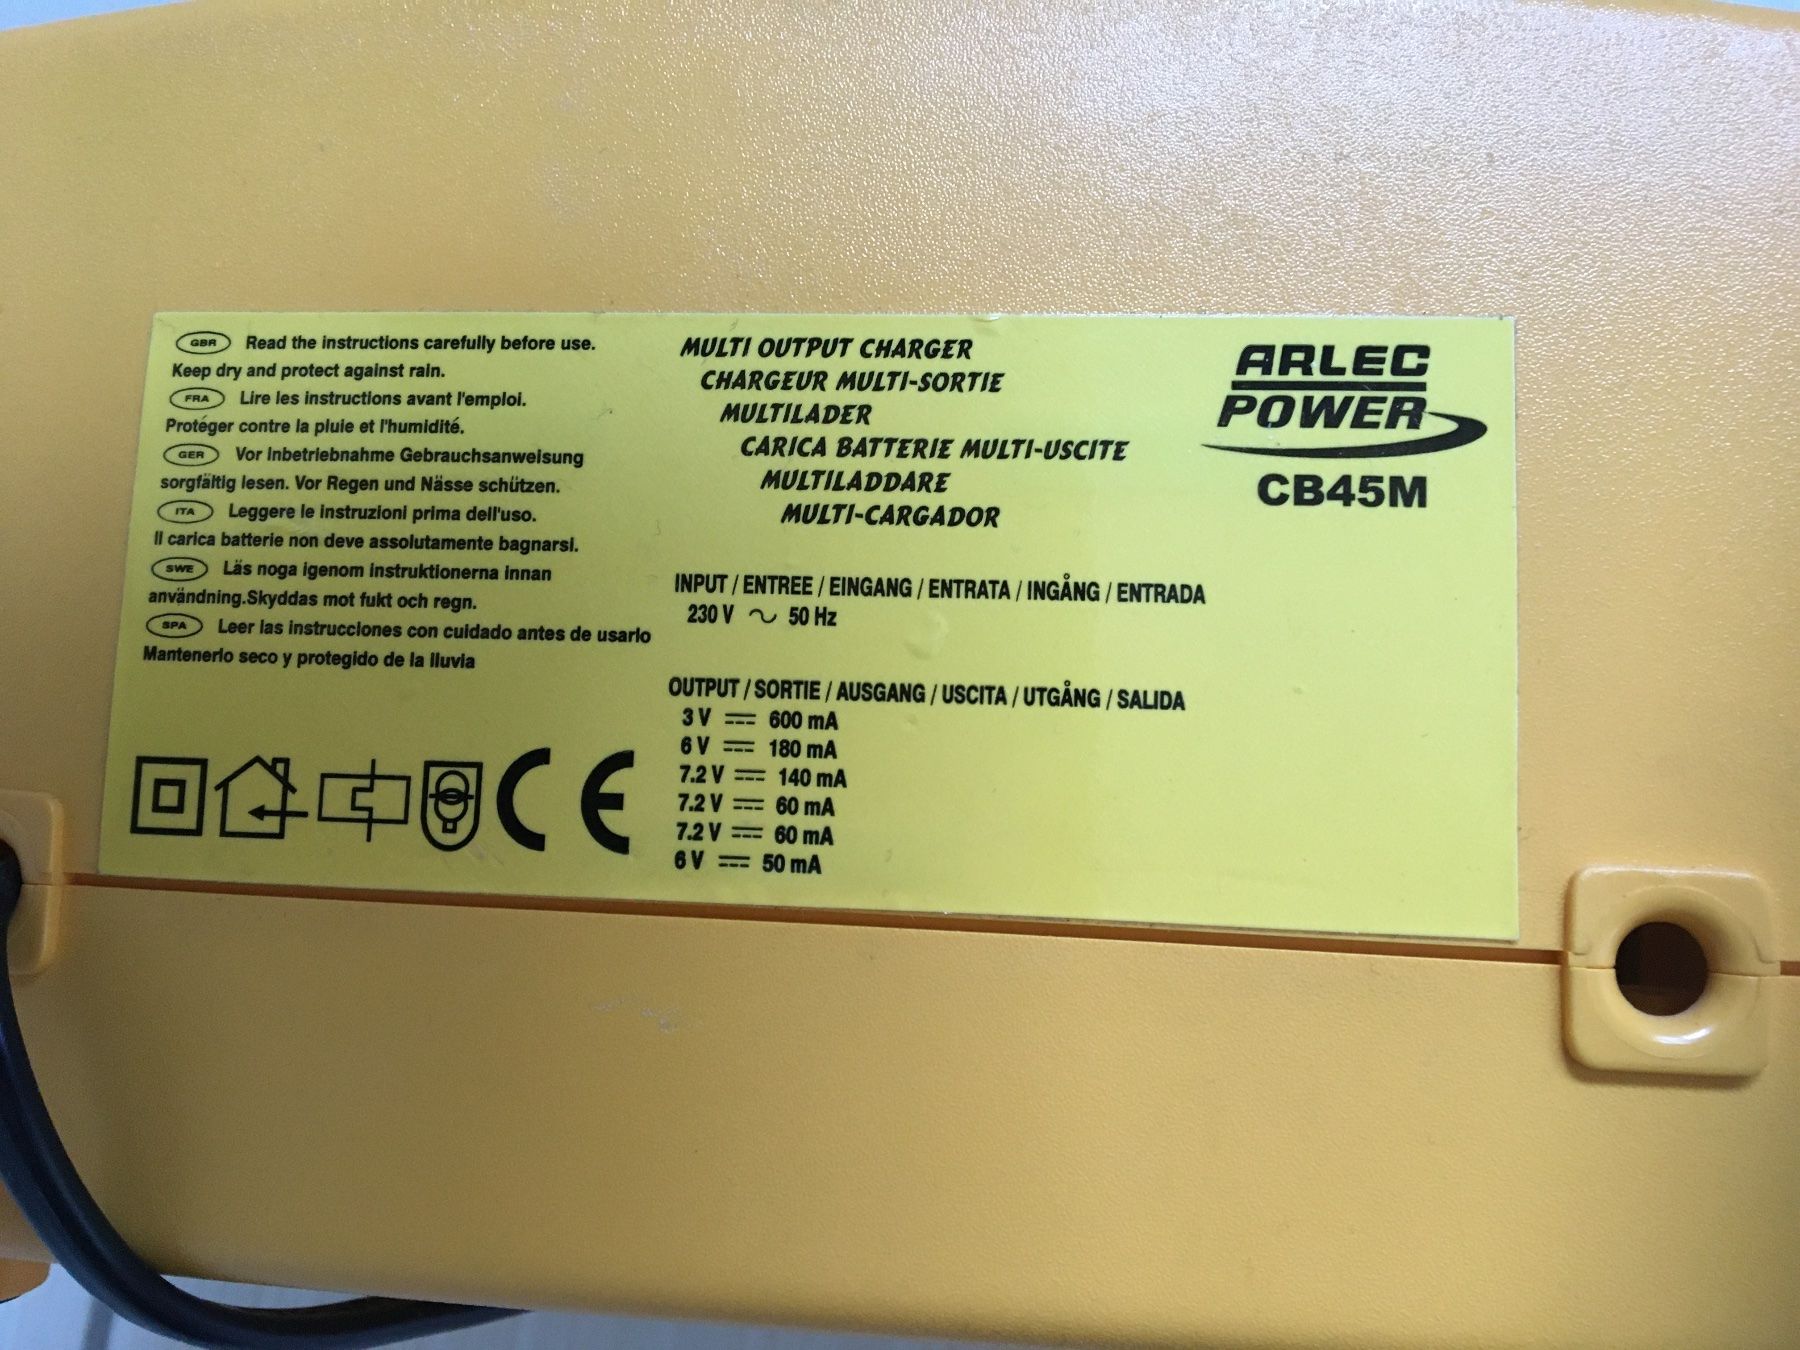 GBR Read the instructions carefully before use.
Keep dry and protect against rain.
FRA Lire les instructions avant l'emploi.
Protéger contre la pluie et l'humidité.
GER Vor Inbetriebnahme Gebrauchsanweisung
sorgfältig lesen. Vor Regen und Nässe schützen.
ITA Leggere le instruzioni prima dell'uso.
Il carica batterie non deve assolutamente bagnarsi.
SWE Läs noga igenom instruktionerna innan
användning.Skyddas mot fukt och regn.
SPA Leer las instrucciones con cuidado antes de usarlo
Mantenerlo seco y protegido de la lluvia
CE
MULTI OUTPUT CHARGER
CHARGEUR MULTI-SORTIE
MULTILADER
CARICA BATTERIE MULTI-USCITE
MULTILADDARE
MULTI-CARGADOR
INPUT / ENTREE / EINGANG / ENTRATA / INGÅNG / ENTRADA
230 V ~ 50 Hz
OUTPUT / SORTIE / AUSGANG / USCITA / UTGÅNG / SALIDA
3 V ⎓ 600 mA
6 V ⎓ 180 mA
7.2 V ⎓ 140 mA
7.2 V ⎓ 60 mA
7.2 V ⎓ 60 mA
6 V ⎓ 50 mA
ARLEC
POWER
CB45M